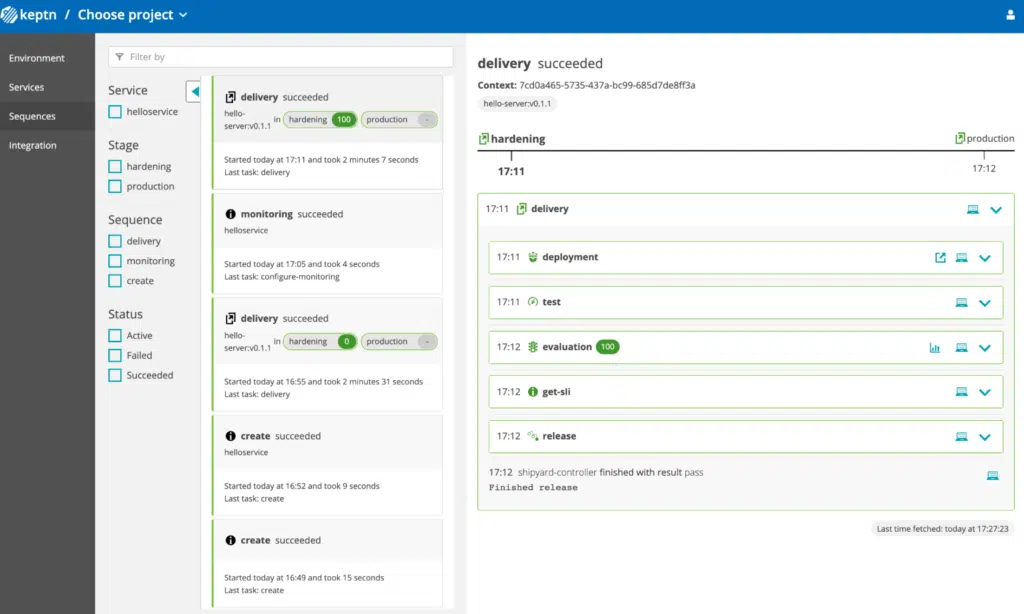 keptn / Choose project
Environment
Services
Sequences
Integration
Filter by
Service
helloservice
Stage
hardening
production
Sequence
delivery
monitoring
create
Status
Active
Failed
Succeeded
delivery succeeded
hello-
server:v0.1.1 in hardening 100 production -
Started today at 17:11 and took 2 minutes 7 seconds
Last task: delivery
monitoring succeeded
helloservice
Started today at 17:05 and took 4 seconds
Last task: configure-monitoring
delivery succeeded
hello-
server:v0.1.1 in hardening 0 production -
Started today at 16:55 and took 2 minutes 31 seconds
Last task: delivery
create succeeded
helloservice
Started today at 16:52 and took 9 seconds
Last task: create
create succeeded
Started today at 16:49 and took 15 seconds
Last task: create
delivery succeeded
Context: 7cd0a465-5735-437a-bc99-685d7de8ff3a
hello-server:v0.1.1
hardening production
17:11 17:12
17:11 delivery
17:11 deployment
17:11 test
17:12 evaluation 100
17:12 get-sli
17:12 release
17:12 shipyard-controller finished with result pass
Finished release
Last time fetched: today at 17:27:23